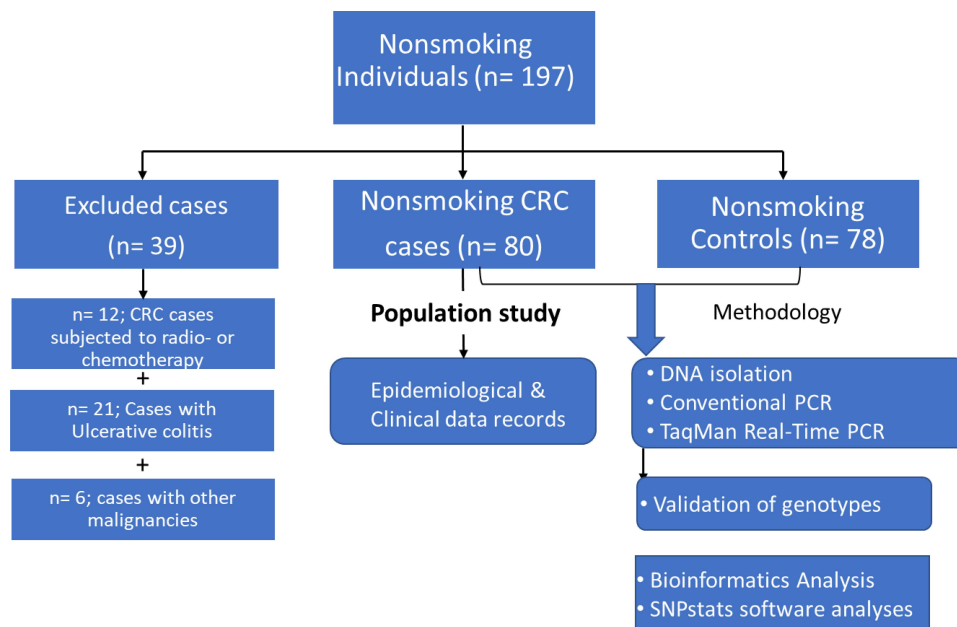 Nonsmoking
Individuals (n= 197)
Excluded cases
(n= 39)
Nonsmoking CRC
cases (n= 80)
Nonsmoking
Controls (n= 78)
n= 12; CRC cases
subjected to radio- or
chemotherapy
+
n= 21; Cases with
Ulcerative colitis
+
n= 6; cases with other
malignancies
Population study
Epidemiological &
Clinical data records
Methodology
• DNA isolation
• Conventional PCR
• TaqMan Real-Time PCR
• Validation of genotypes
• Bioinformatics Analysis
• SNPstats software analyses